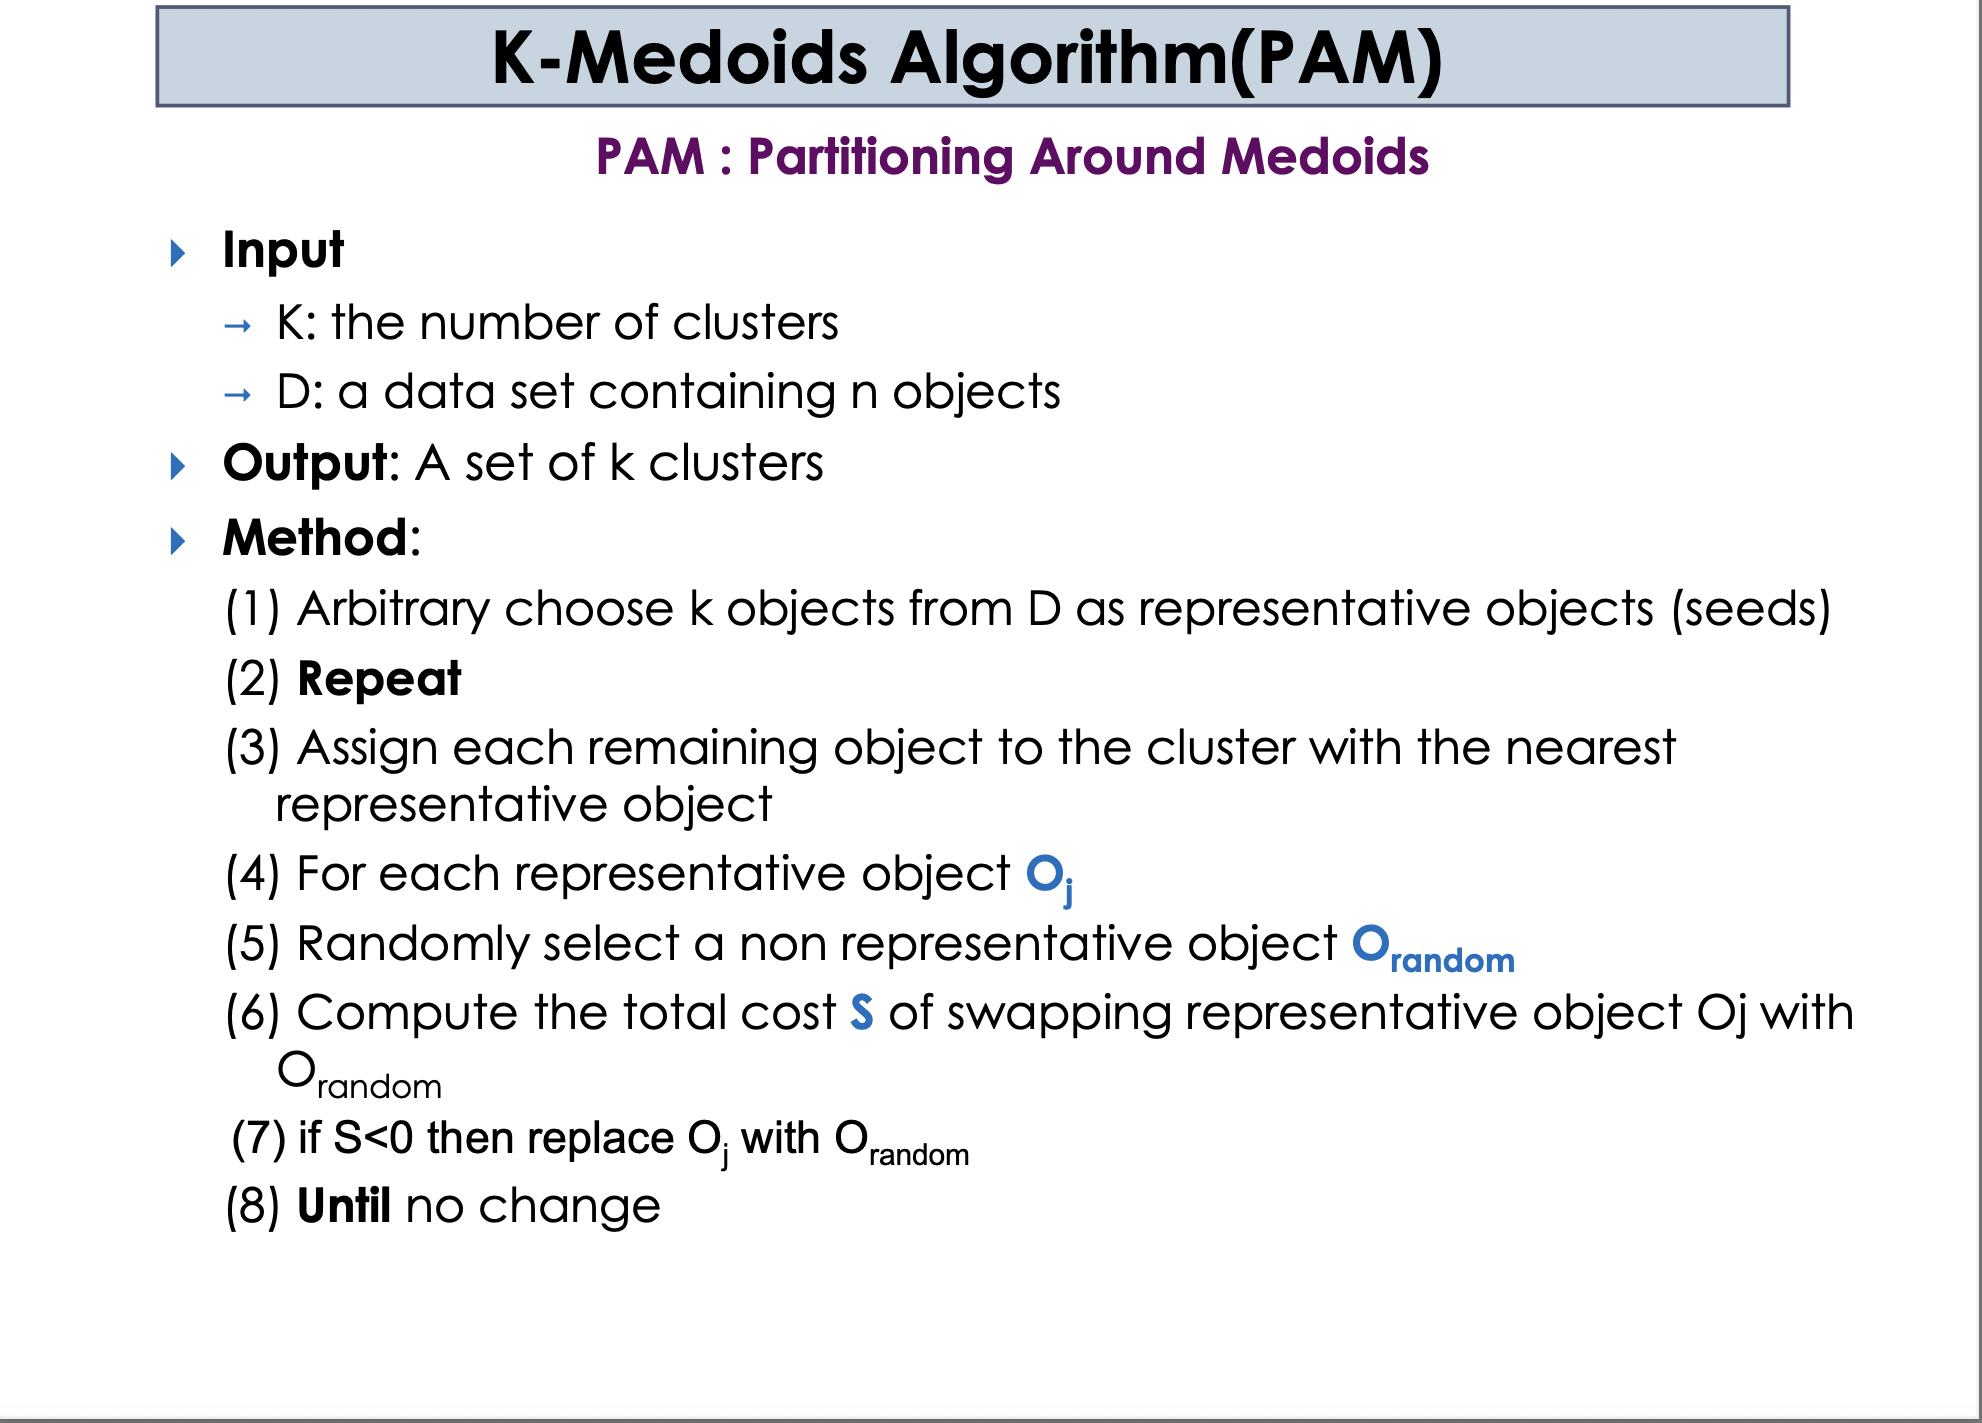 K-Medoids Algorithm(PAM)
PAM : Partitioning Around Medoids
Input
→ K: the number of clusters
→ D: a data set containing n objects
Output: A set of k clusters
Method:
(1) Arbitrary choose k objects from D as representative objects (seeds)
(2) Repeat
(3) Assign each remaining object to the cluster with the nearest
representative object
(4) For each representative object Oj
(5) Randomly select a non representative object Orandom
(6) Compute the total cost S of swapping representative object Oj with
Orandom
(7) if S<0 then replace Oj with Orandom
(8) Until no change